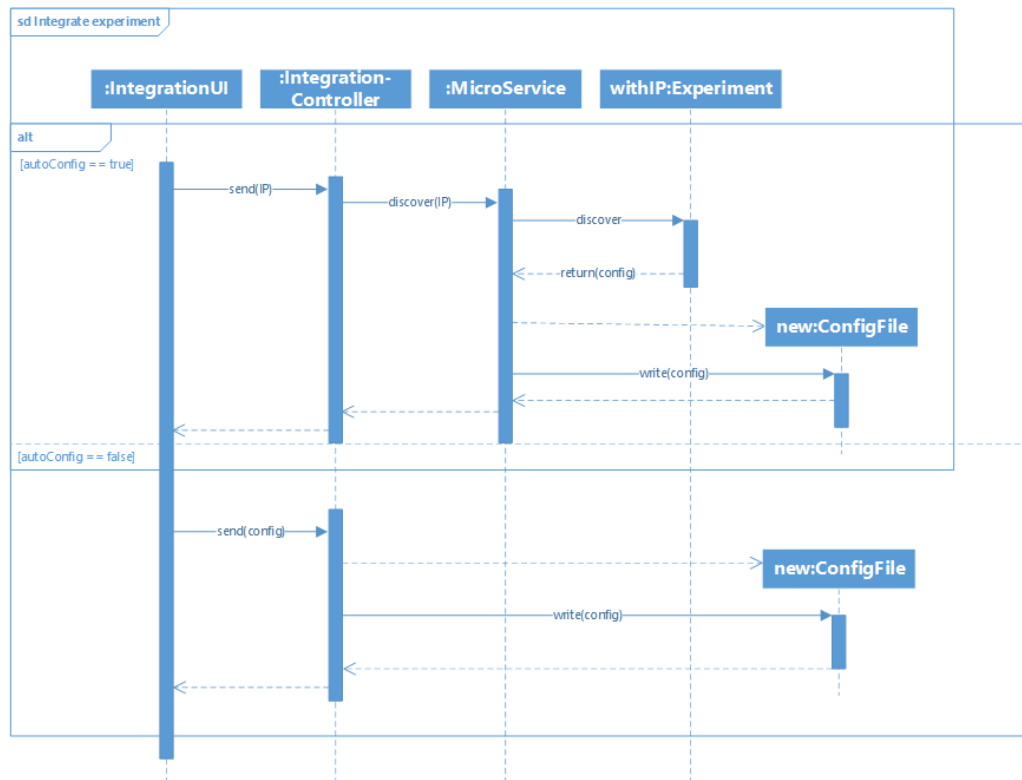 sd Integrate experiment
:IntegrationUI
:Integration-
Controller
:MicroService
withIP:Experiment
alt
[autoConfig == true]
send(IP)
discover(IP)
discover
return(config)
new:ConfigFile
write(config)
[autoConfig == false]
send(config)
new:ConfigFile
write(config)